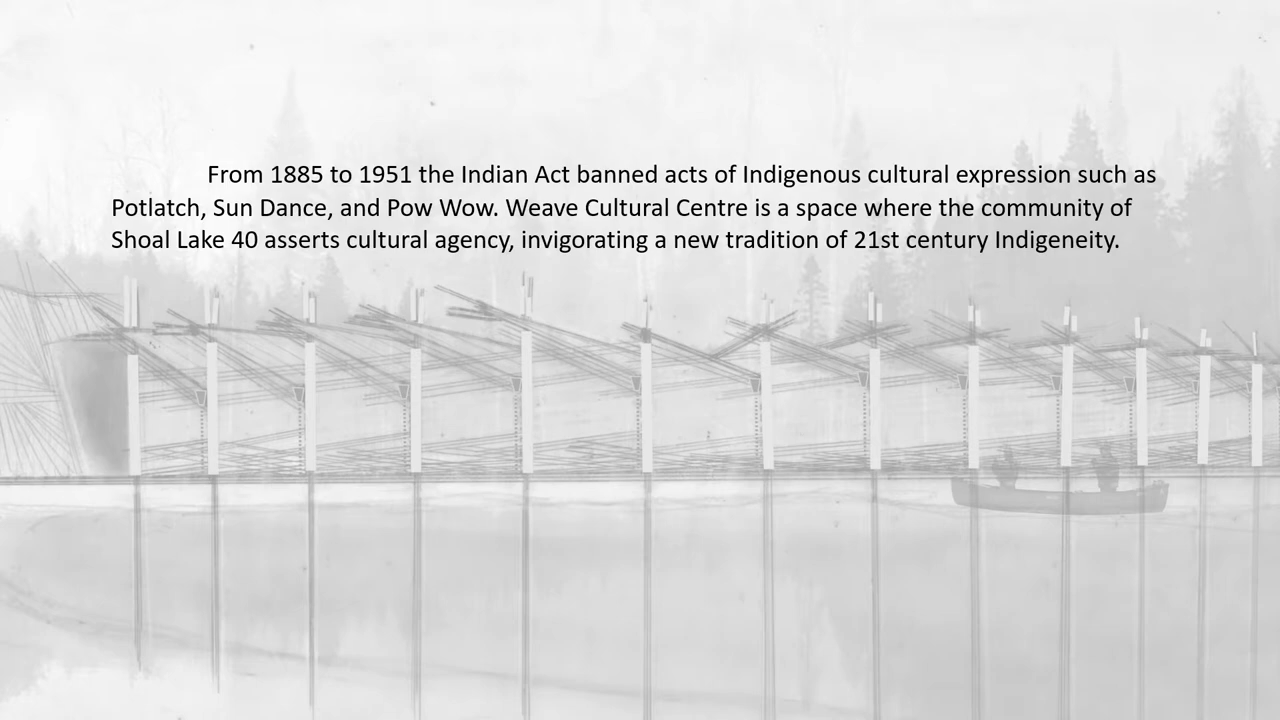 From 1885 to 1951 the Indian Act banned acts of Indigenous cultural expression such as
Potlatch, Sun Dance, and Pow Wow. Weave Cultural Centre is a space where the community of
Shoal Lake 40 asserts cultural agency, invigorating a new tradition of 21st century Indigeneity.